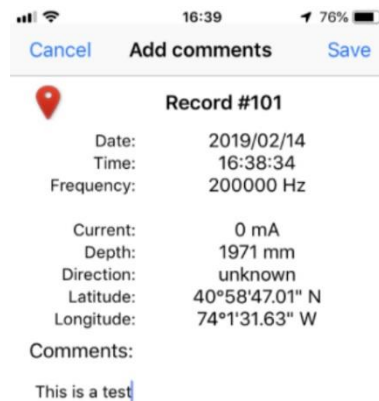 16:39 76%
Cancel Add comments Save
Record #101
Date: 2019/02/14
Time: 16:38:34
Frequency: 200000 Hz
Current: 0 mA
Depth: 1971 mm
Direction: unknown
Latitude: 40°58'47.01" N
Longitude: 74°1'31.63" W
Comments:
This is a test